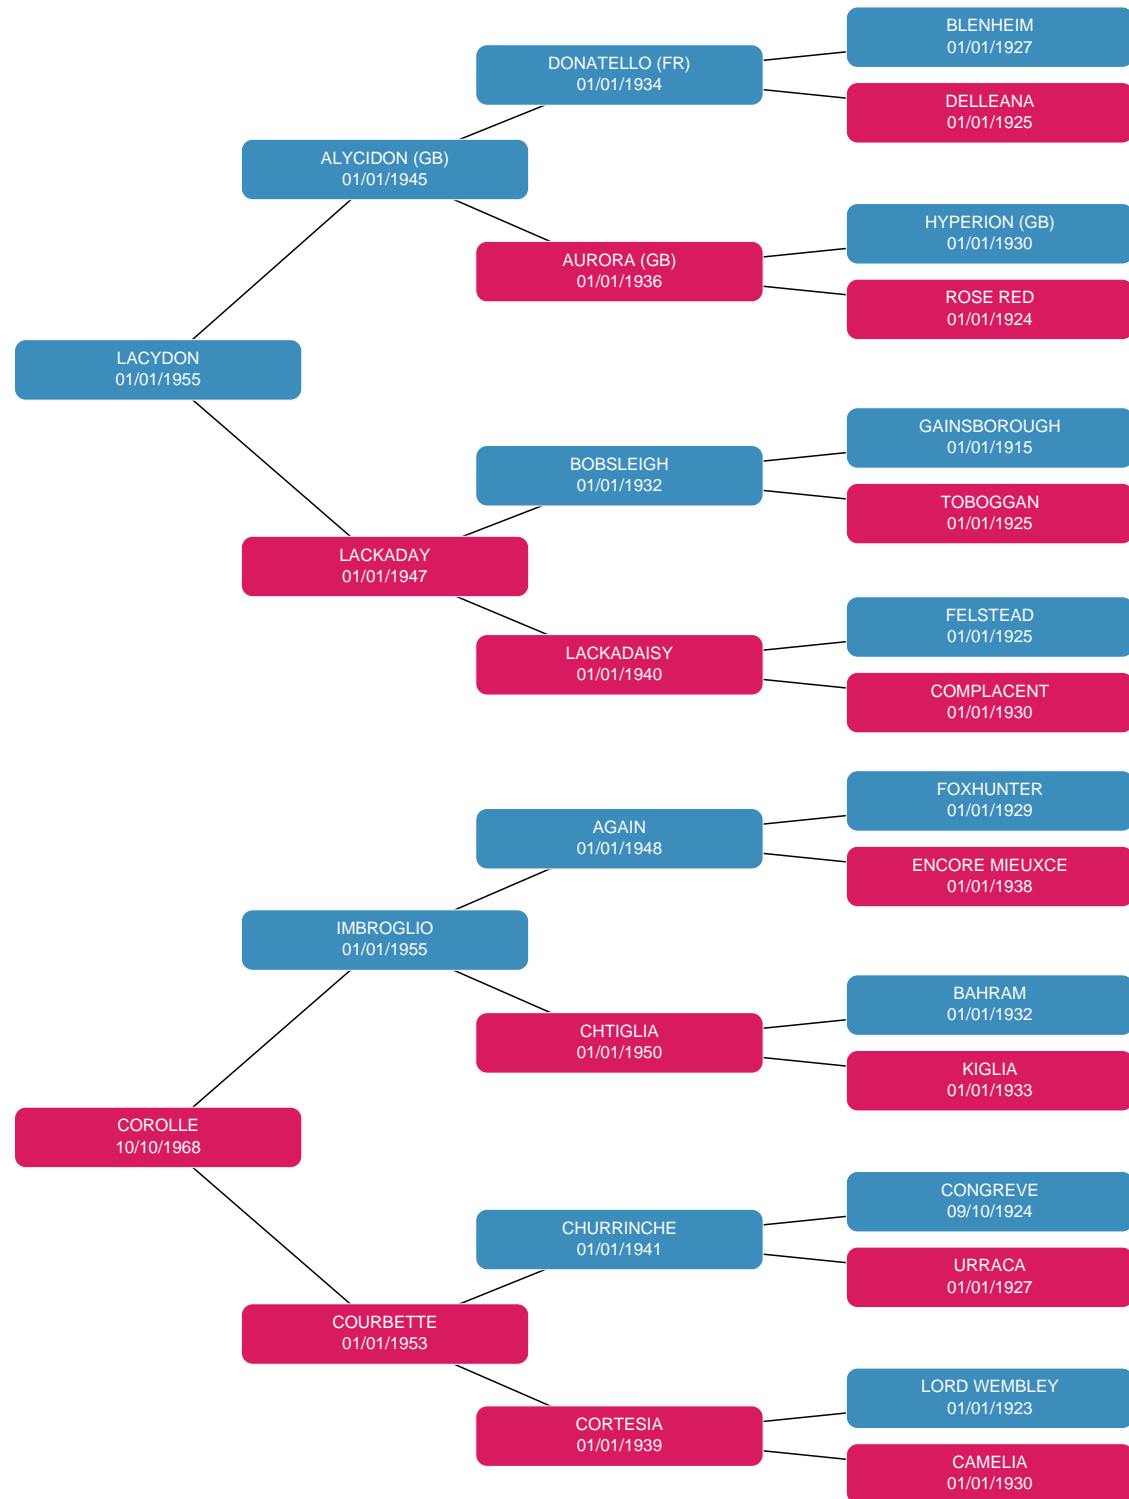 BLENHEIM
01/01/1927
DONATELLO (FR)
01/01/1934
DELLEANA
01/01/1925
ALYCIDON (GB)
01/01/1945
HYPERION (GB)
01/01/1930
AURORA (GB)
01/01/1936
ROSE RED
01/01/1924
LACYDON
01/01/1955
GAINSBOROUGH
01/01/1915
BOBSLEIGH
01/01/1932
TOBOGGAN
01/01/1925
LACKADAY
01/01/1947
FELSTEAD
01/01/1925
LACKADAISY
01/01/1940
COMPLACENT
01/01/1930
FOXHUNTER
01/01/1929
AGAIN
01/01/1948
ENCORE MIEUXCE
01/01/1938
IMBROGLIO
01/01/1955
BAHRAM
01/01/1932
CHTIGLIA
01/01/1950
KIGLIA
01/01/1933
COROLLE
10/10/1968
CONGREVE
09/10/1924
CHURRINCHE
01/01/1941
URRACA
01/01/1927
COURBETTE
01/01/1953
LORD WEMBLEY
01/01/1923
CORTESIA
01/01/1939
CAMELIA
01/01/1930